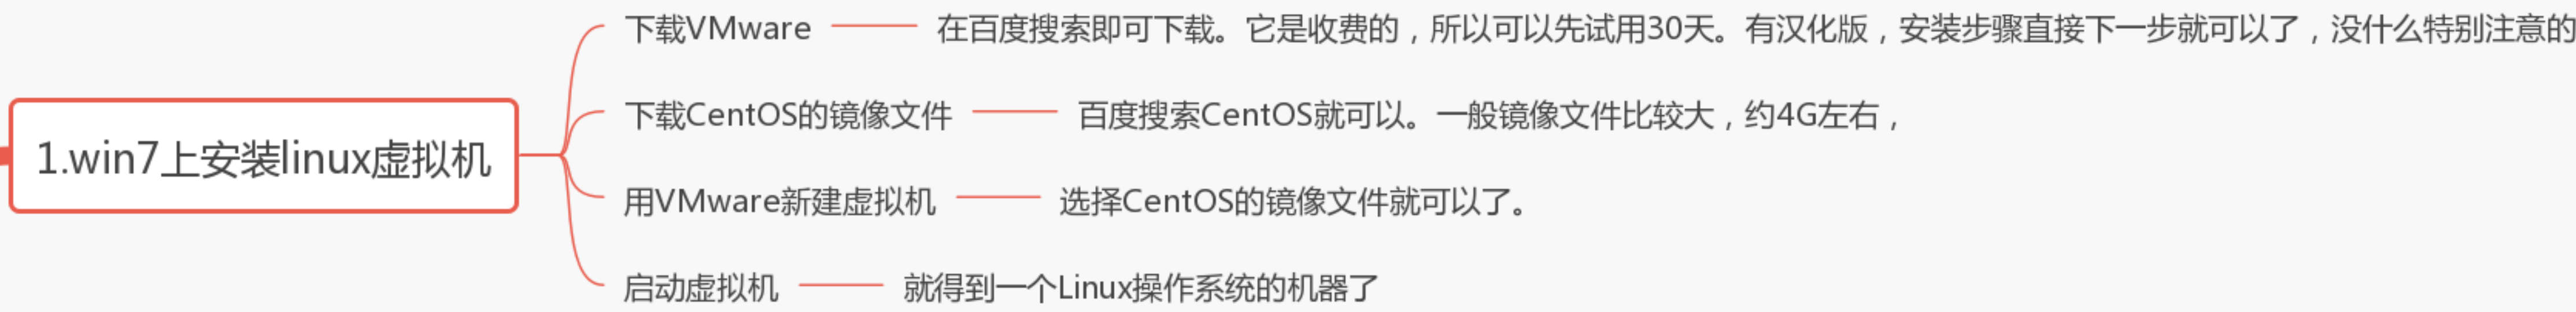 下载VMware 在百度搜索即可下载。它是收费的，所以可以先试用30天。有汉化版，安装步骤直接下一步就可以了，没什么特别注意的
下载CentOS的镜像文件 百度搜索CentOS就可以。一般镜像文件比较大，约4G左右，
1.win7上安装linux虚拟机
用VMware新建虚拟机 选择CentOS的镜像文件就可以了。
启动虚拟机 就得到一个Linux操作系统的机器了